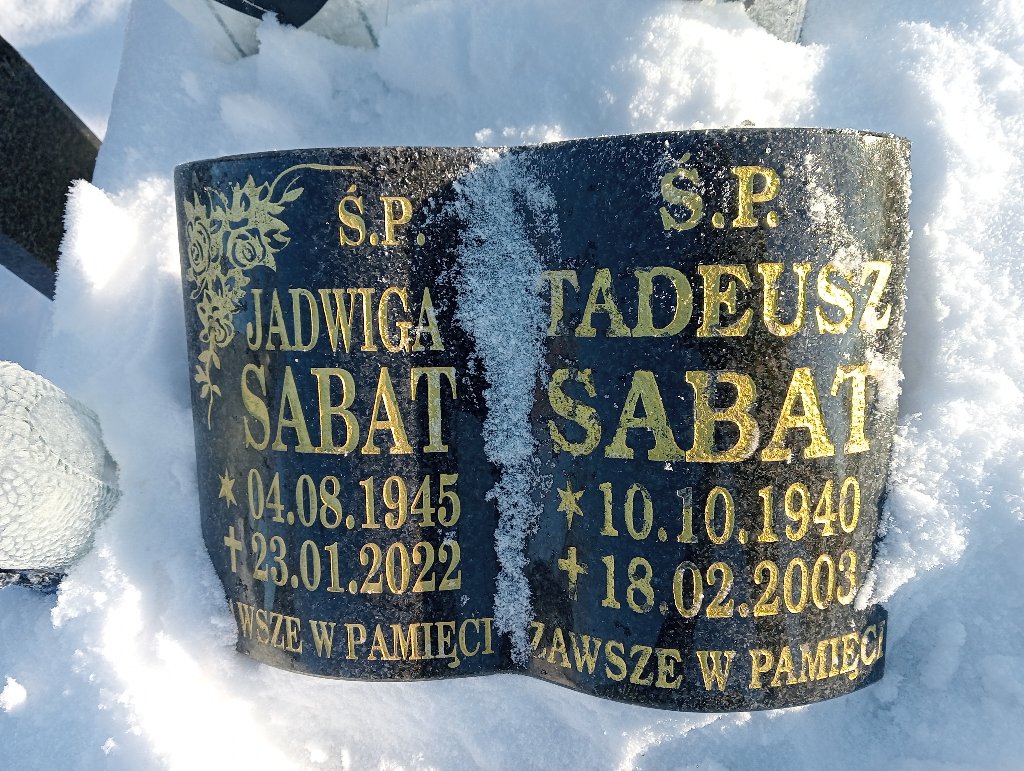 Ś.P.
JADWIGA
SABAT
04.08.1945
23.01.2022
ZAWSZE W PAMIĘCI
Ś.P.
TADEUSZ
SABAT
10.10.1940
18.02.2003
ZAWSZE W PAMIĘCI